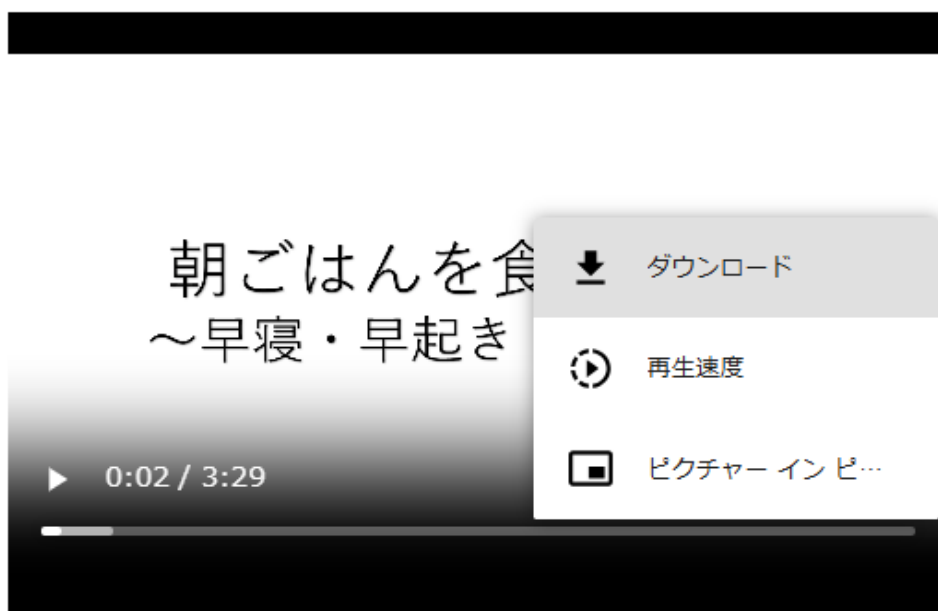 朝ごはんを食
～早寝・早起き
ダウンロード
再生速度
ピクチャー イン ピ…
0:02 / 3:29